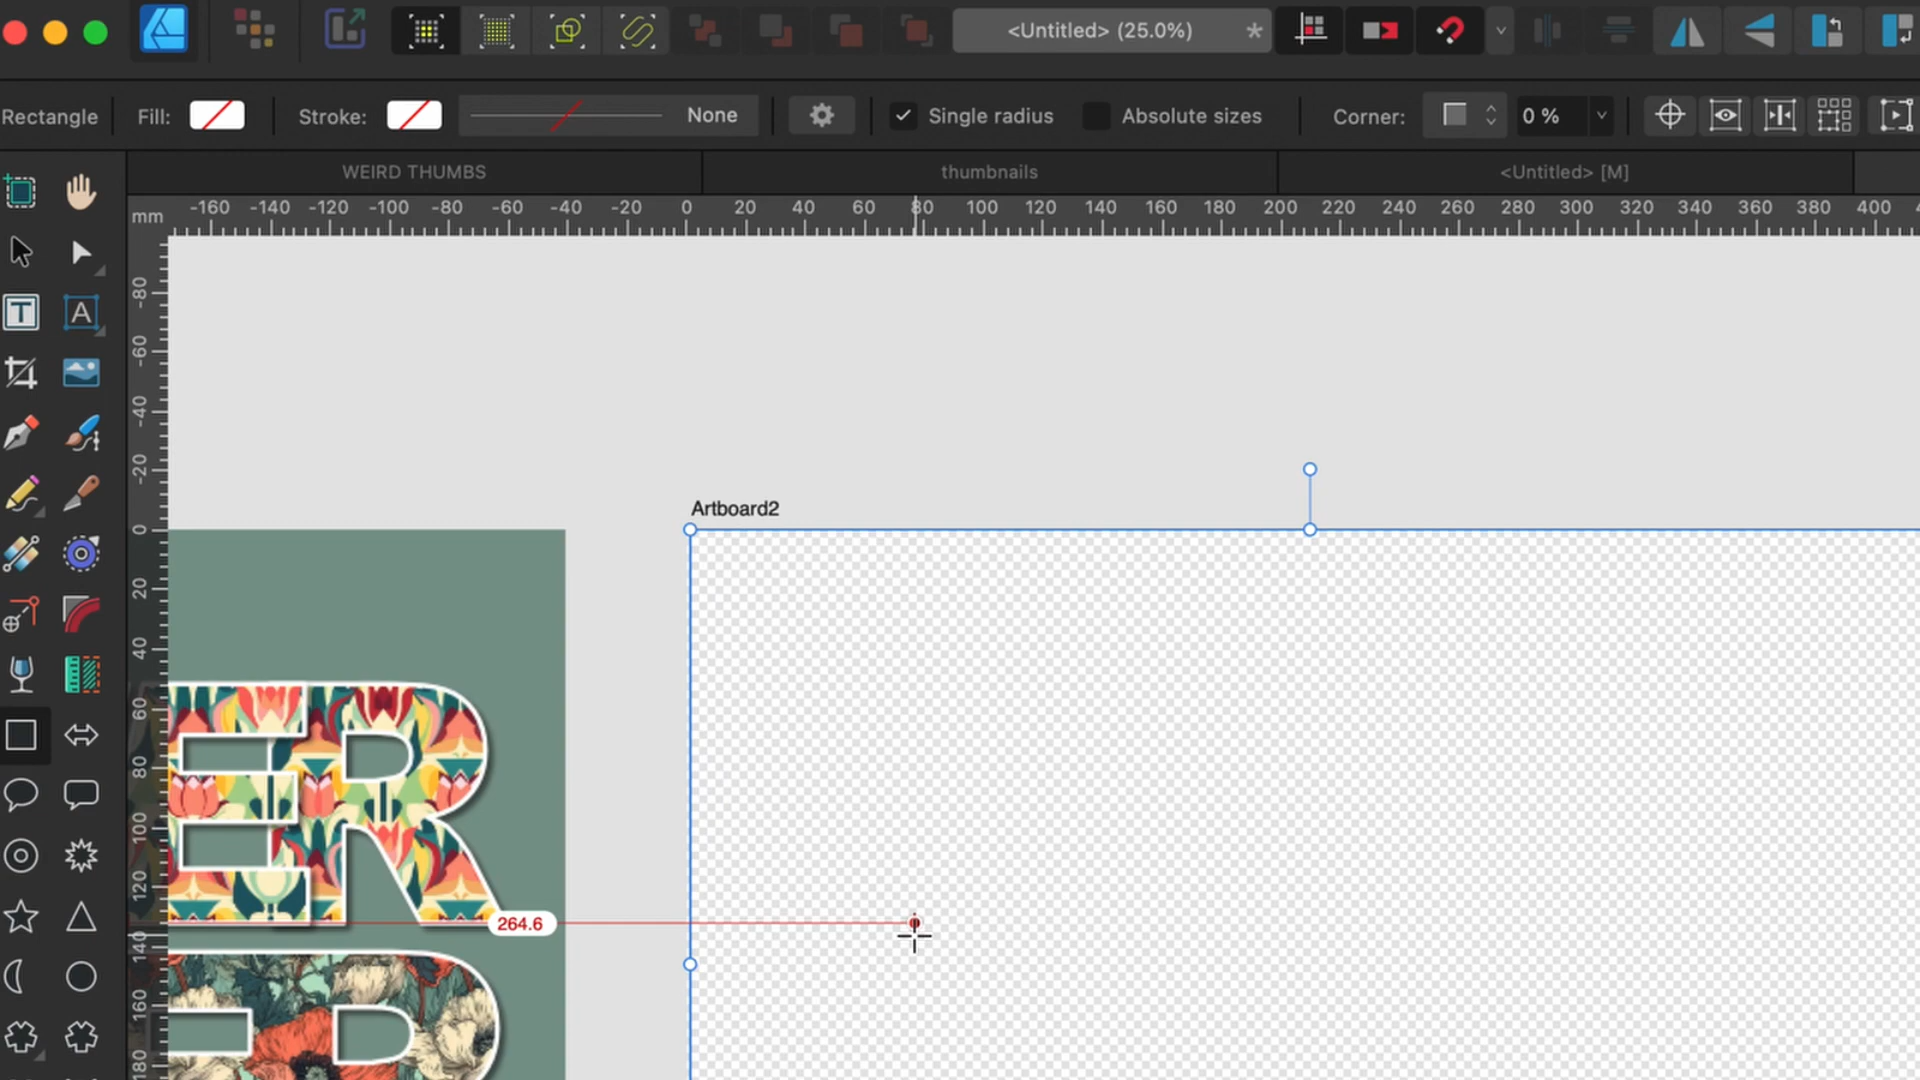 <Untitled> (25.0%) *
Rectangle Fill: Stroke: None Single radius Absolute sizes Corner: 0 %
WEIRD THUMBS thumbnails <Untitled> [M]
mm -160 -140 -120 -100 -80 -60 -40 -20 0 20 40 60 80 100 120 140 160 180 200 220 240 260 280 300 320 340 360 380 400
-80
-60
-40
-20
0
20
40
60
80
100
120
140
160
180
T A
Artboard2
ER
264.6